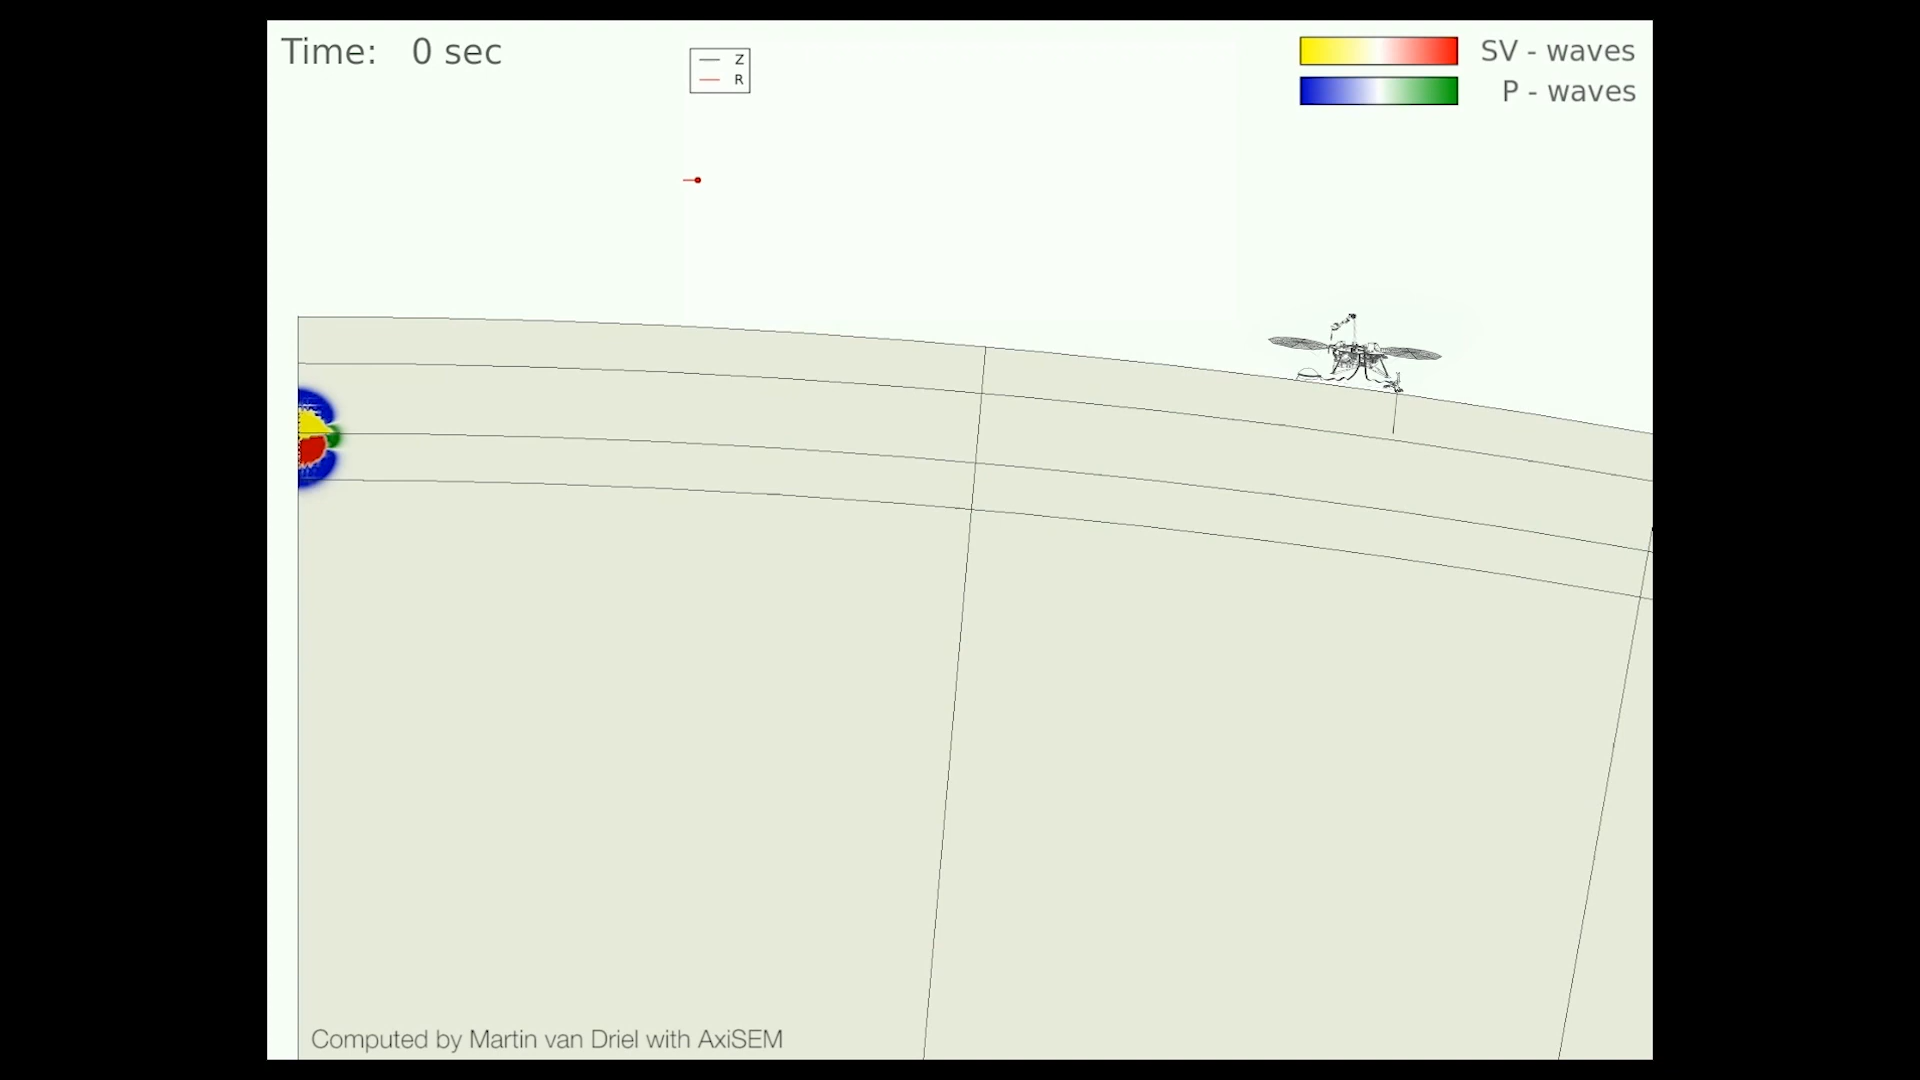 Time: 0 sec
Z
R
SV - waves
P - waves
Computed by Martin van Driel with AxiSEM